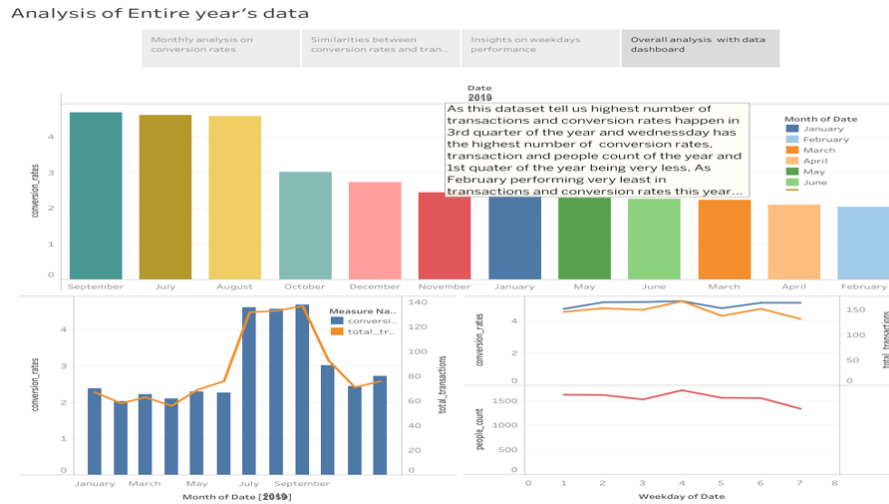 Analysis of Entire year's data
Monthly analysis on
conversion rates
Similarities between
conversion rates and tran..
Insights on weekdays
performance
Overall analysis with data
dashboard
Date
2019
As this dataset tell us highest number of
transactions and conversion rates happen in
3rd quarter of the year and wednessday has
the highest number of conversion rates,
transaction and people count of the year and
1st quater of the year being very less, As
February performing very least in
transactions and conversion rates this year...
Month of Date
January
February
March
April
May
June
conversion_rates
4
3
2
1
0
September July August October December November January May June March April February
Measure Na..
conversi..
total_tr..
conversion_rates
4
3
2
1
0
total_transactions
140
120
100
80
60
40
20
0
January March May July September
Month of Date [2019]
conversion_rates
4
2
0
total_transactions
150
100
50
0
people_count
1500
1000
500
0
0 1 2 3 4 5 6 7 8
Weekday of Date